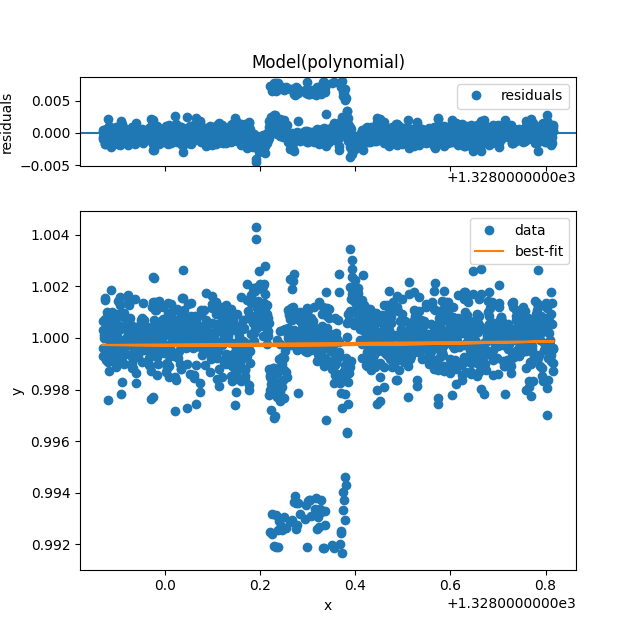 Model(polynomial)
residuals
0.005
0.000
−0.005
residuals
+1.3280000000e3
y
1.004
1.002
1.000
0.998
0.996
0.994
0.992
data
best-fit
0.0 0.2 0.4 0.6 0.8
x
+1.3280000000e3